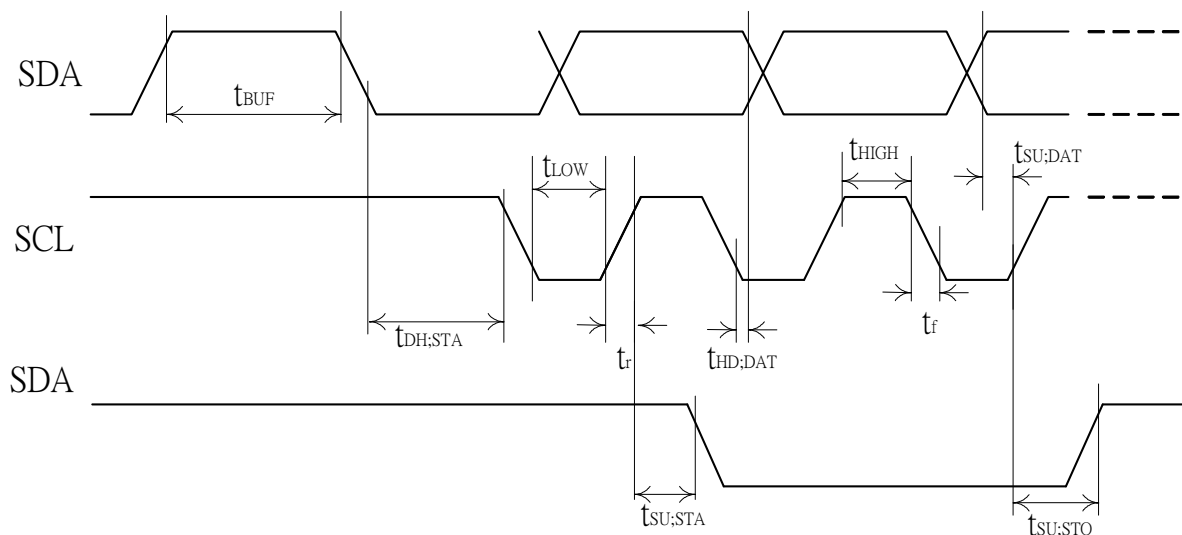 SDA
tBUF
tLOW
tHIGH
tSU;DAT
SCL
tDH;STA
tr
tHD;DAT
tf
SDA
tSU;STA
tSU;STO